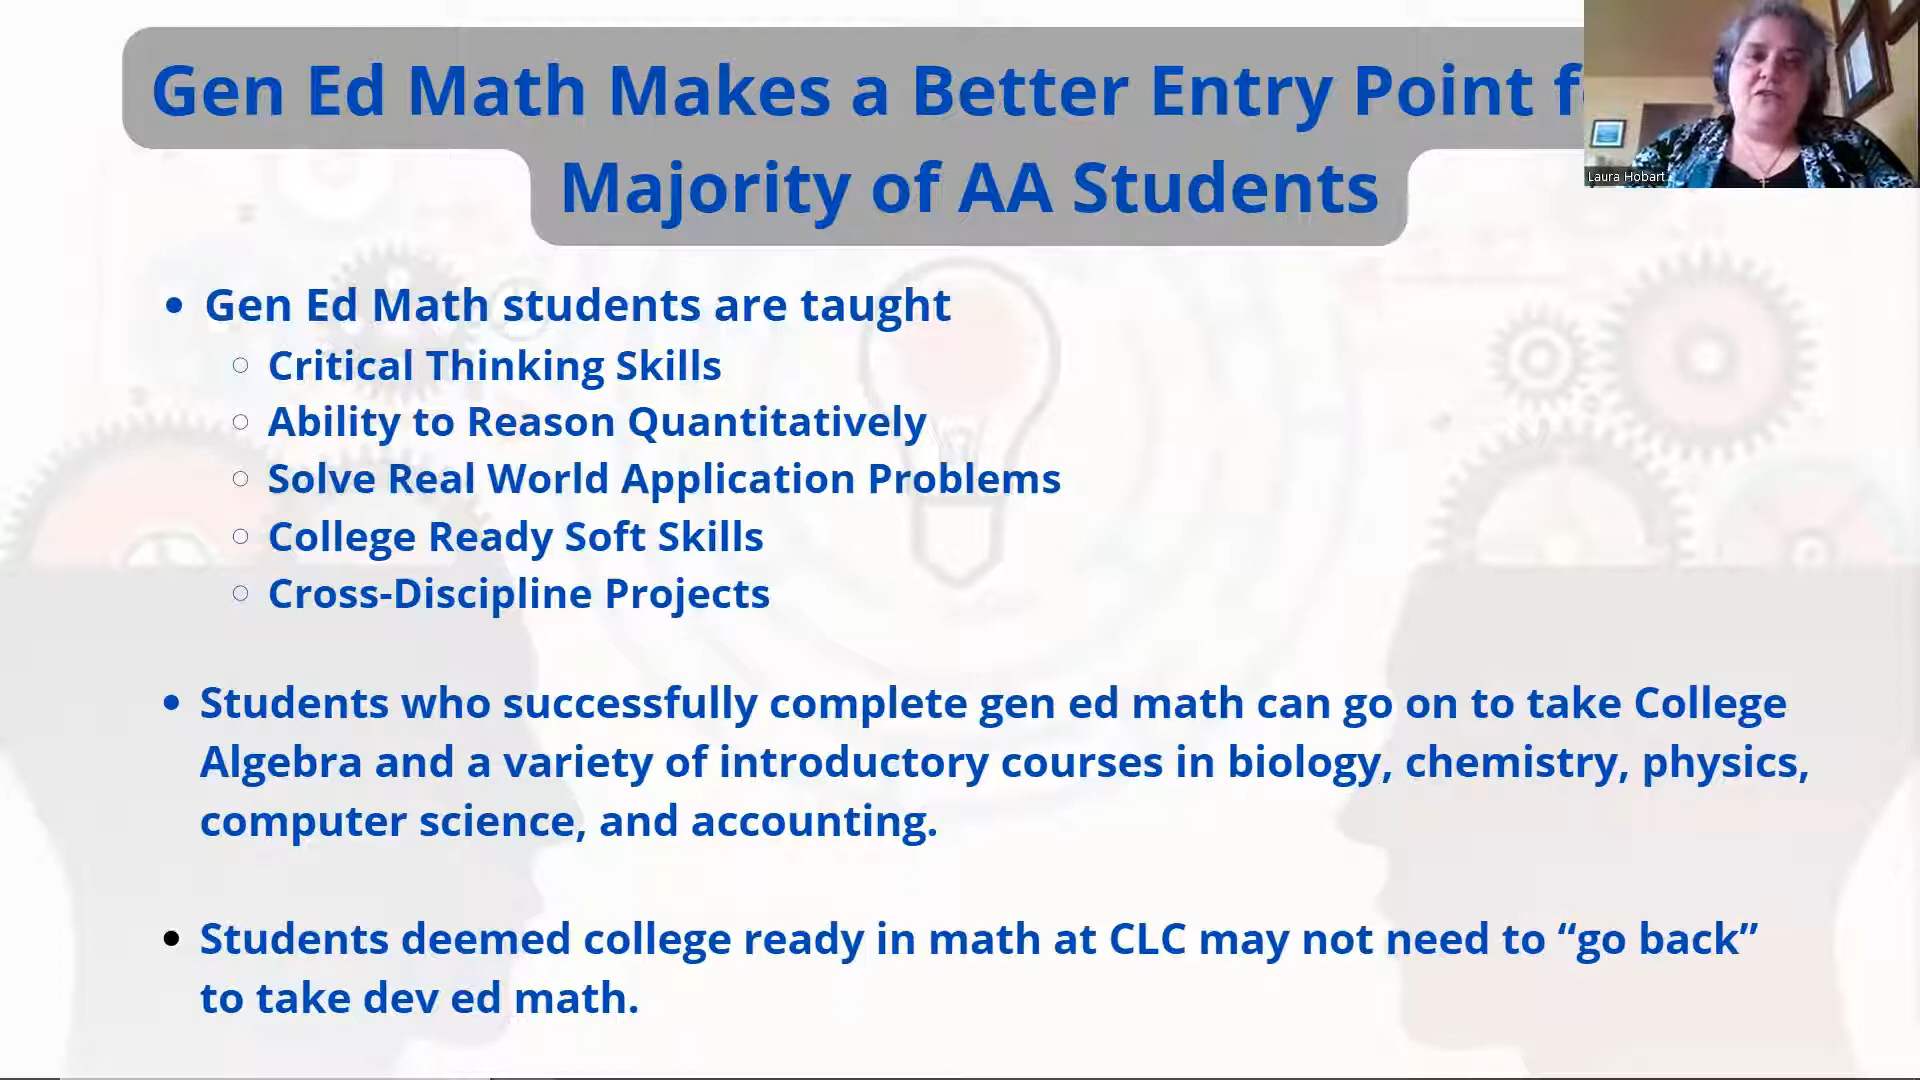 Gen Ed Math Makes a Better Entry Point
Majority of AA Students
Laura Hobart
• Gen Ed Math students are taught
○ Critical Thinking Skills
○ Ability to Reason Quantitatively
○ Solve Real World Application Problems
○ College Ready Soft Skills
○ Cross-Discipline Projects
• Students who successfully complete gen ed math can go on to take College
Algebra and a variety of introductory courses in biology, chemistry, physics,
computer science, and accounting.
• Students deemed college ready in math at CLC may not need to “go back”
to take dev ed math.